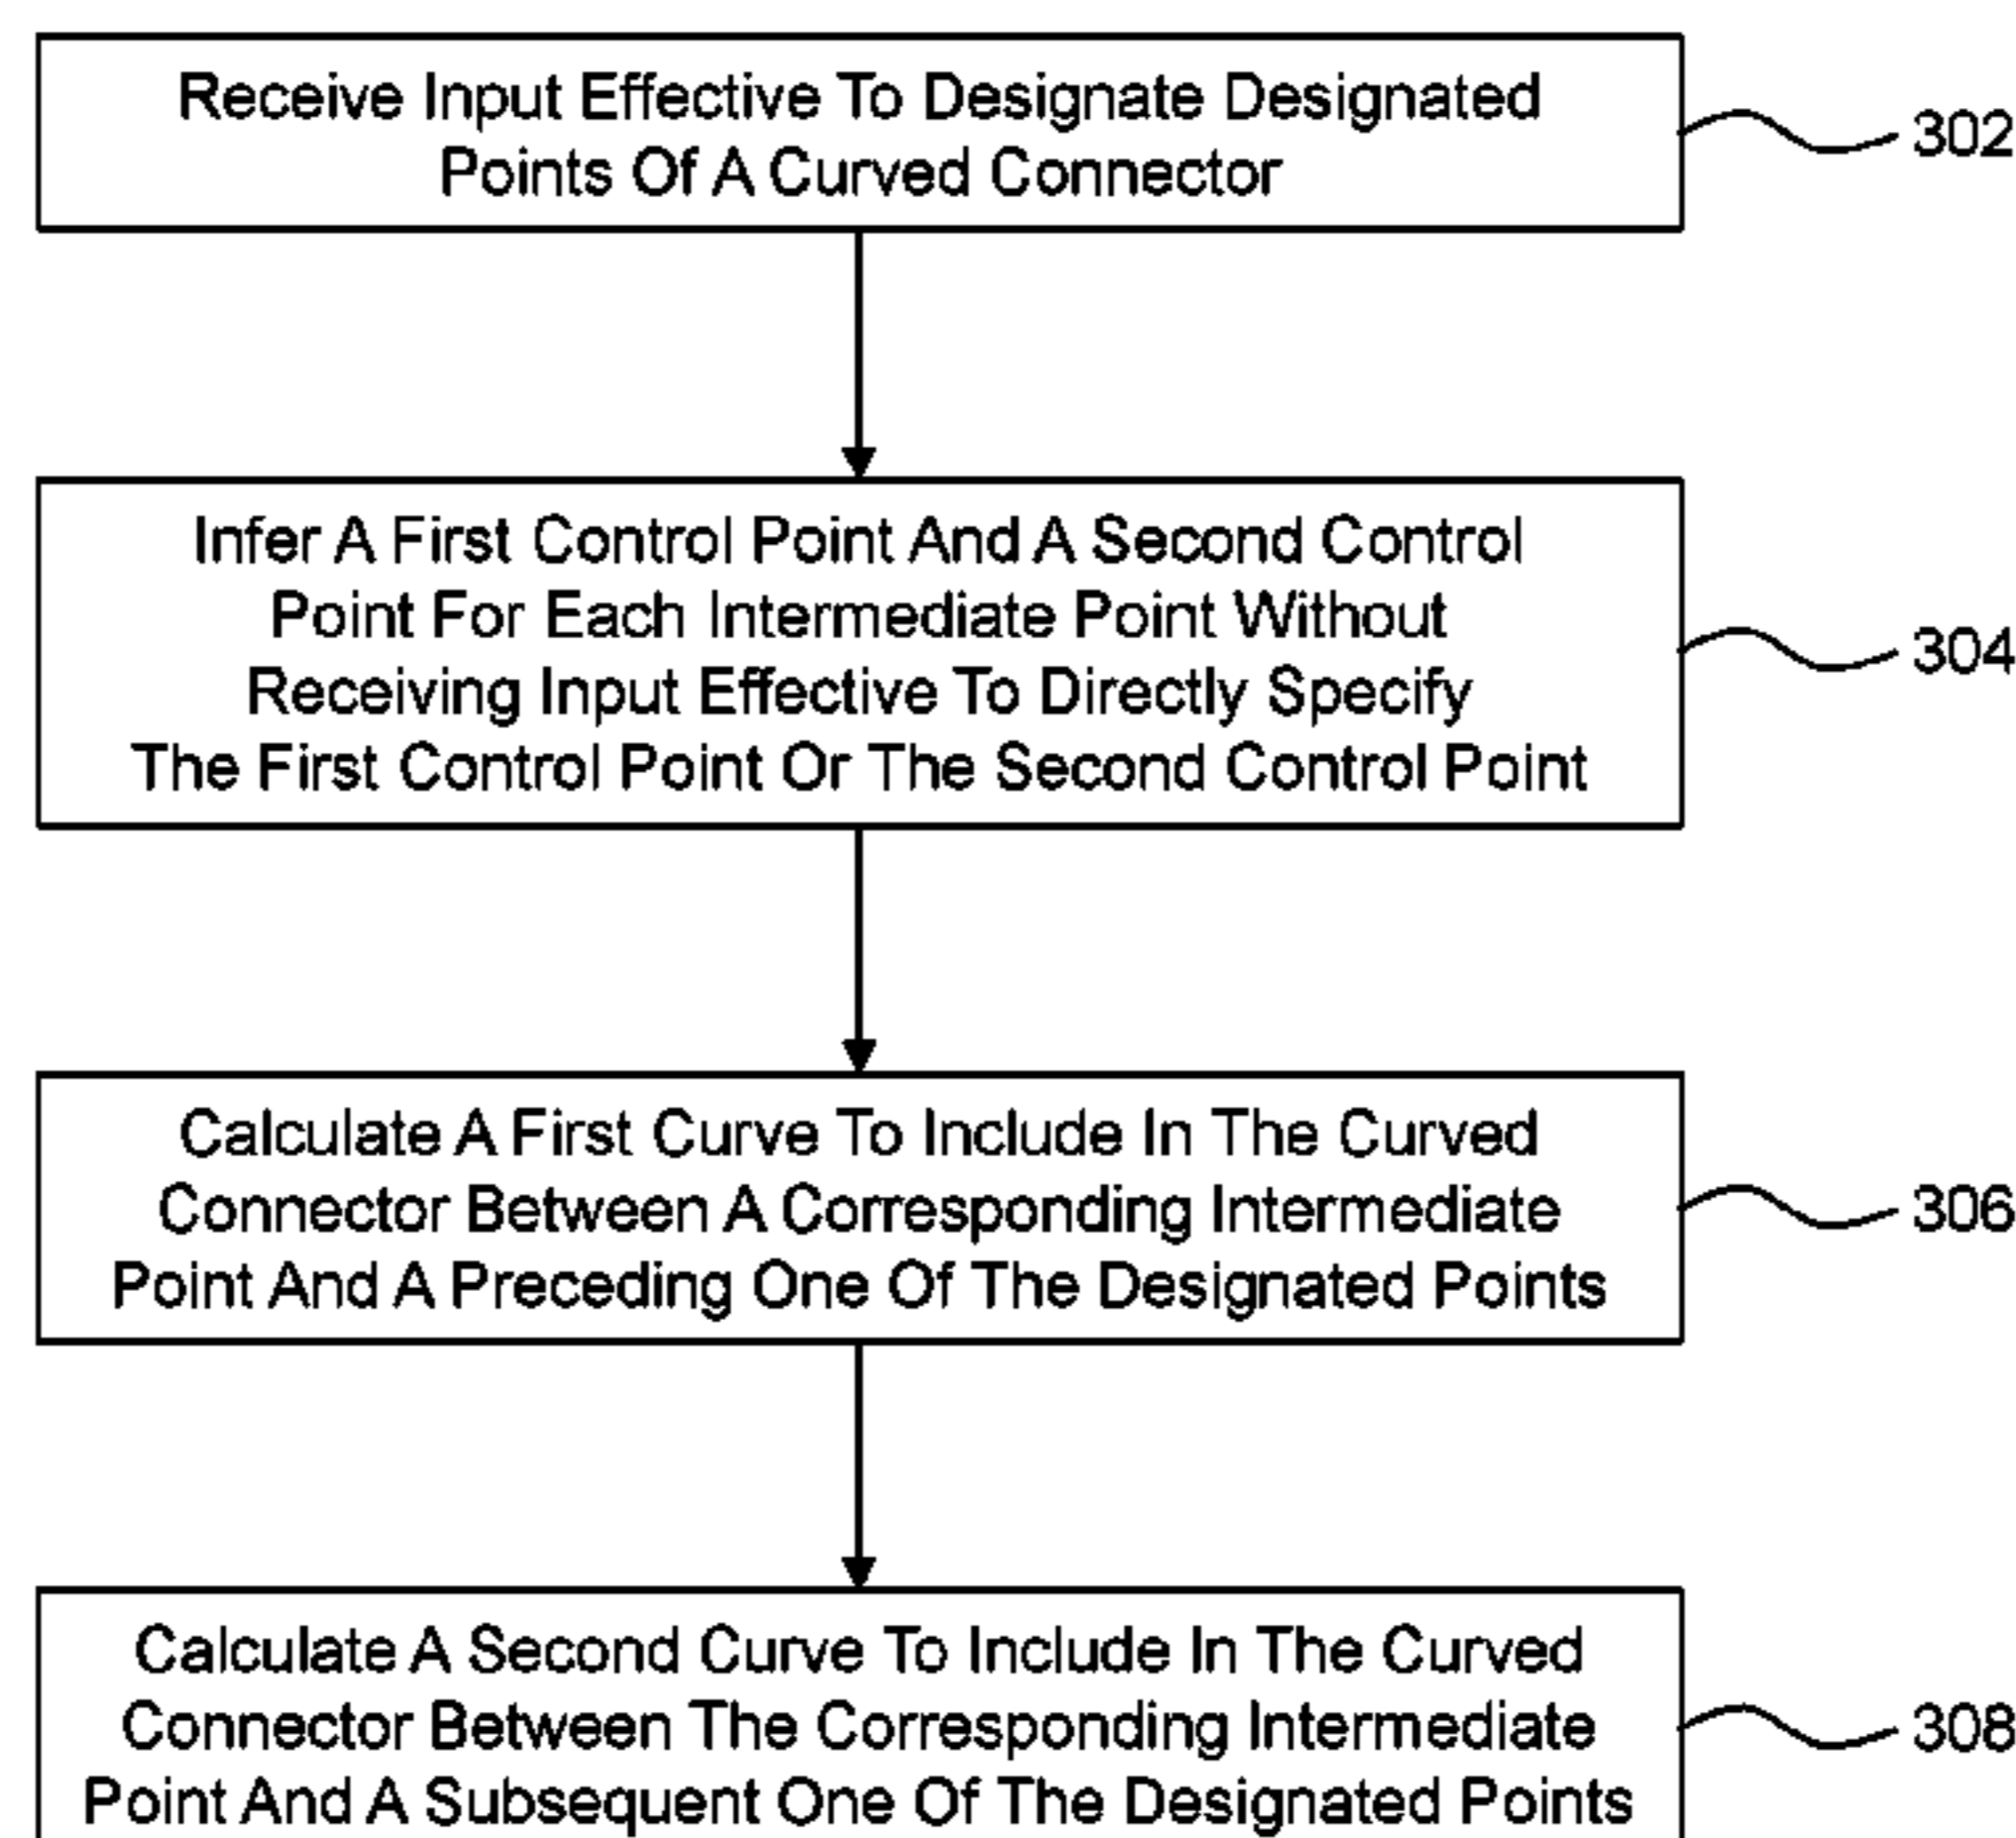 Receive Input Effective To Designate Designated
Points Of A Curved Connector
302
Infer A First Control Point And A Second Control
Point For Each Intermediate Point Without
Receiving Input Effective To Directly Specify
The First Control Point Or The Second Control Point
304
Calculate A First Curve To Include In The Curved
Connector Between A Corresponding Intermediate
Point And A Preceding One Of The Designated Points
306
Calculate A Second Curve To Include In The Curved
Connector Between The Corresponding Intermediate
Point And A Subsequent One Of The Designated Points
308